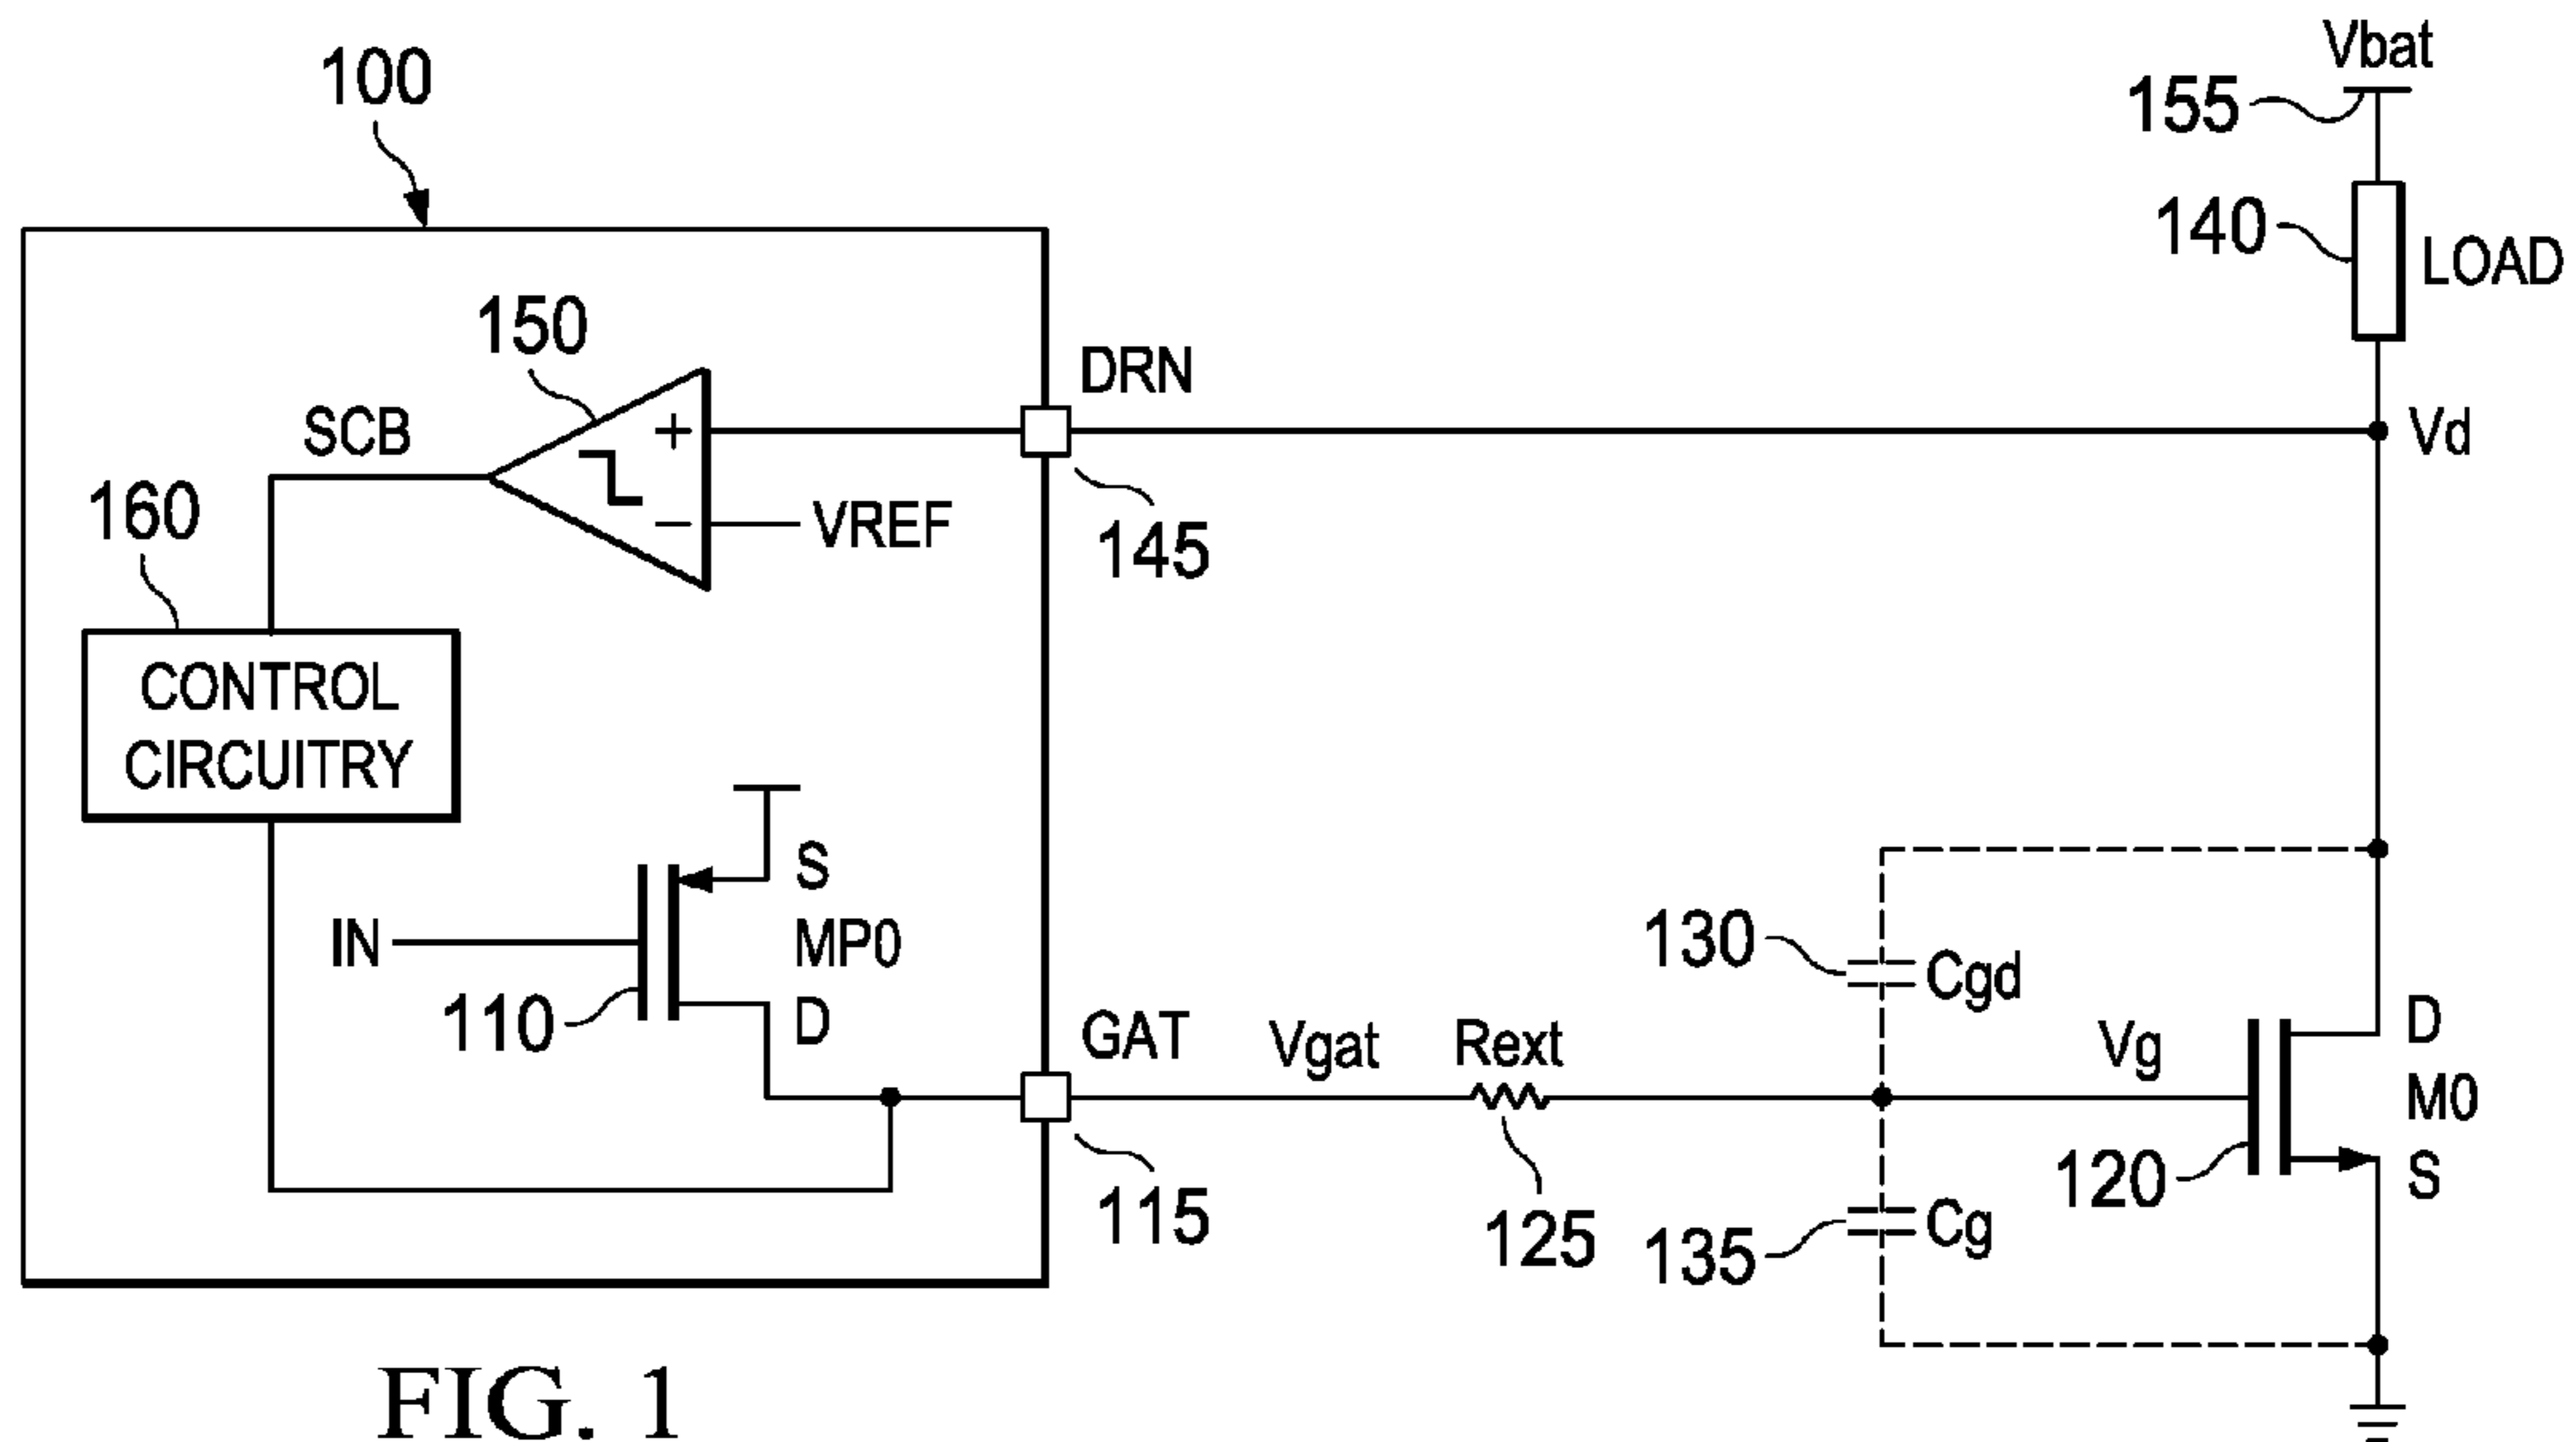 Vbat
155
100
140
LOAD
150
DRN
SCB
+
Vd
160
− VREF
145
CONTROL
CIRCUITRY
S
IN
MP0
130
Cgd
110
D
GAT
Vgat
Rext
Vg
D
M0
120
S
115
125
135
Cg
FIG. 1